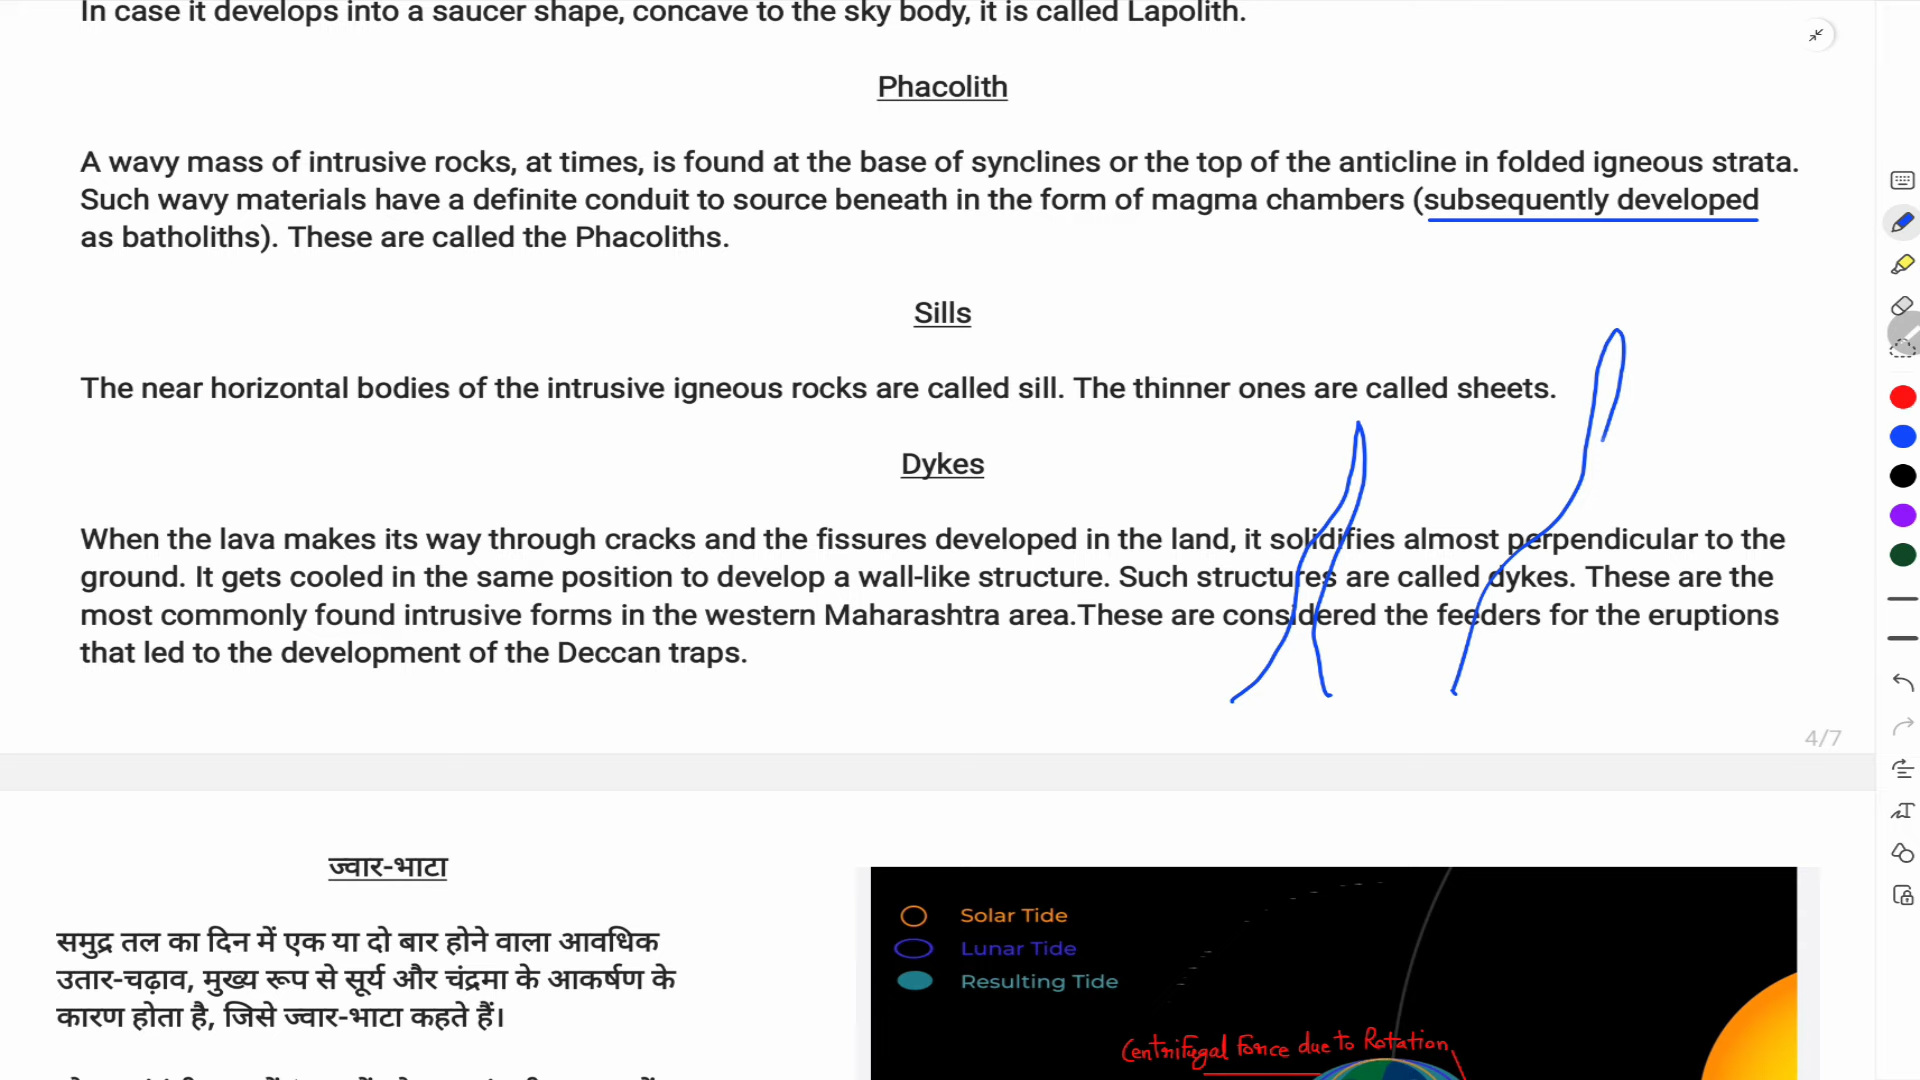 In case it develops into a saucer shape, concave to the sky body, it is called Lapolith.
Phacolith
A wavy mass of intrusive rocks, at times, is found at the base of synclines or the top of the anticline in folded igneous strata.
Such wavy materials have a definite conduit to source beneath in the form of magma chambers (subsequently developed
as batholiths). These are called the Phacoliths.
Sills
The near horizontal bodies of the intrusive igneous rocks are called sill. The thinner ones are called sheets.
Dykes
When the lava makes its way through cracks and the fissures developed in the land, it solidifies almost perpendicular to the
ground. It gets cooled in the same position to develop a wall-like structure. Such structures are called dykes. These are the
most commonly found intrusive forms in the western Maharashtra area.These are considered the feeders for the eruptions
that led to the development of the Deccan traps.
4/7
ज्वार-भाटा
समुद्र तल का दिन में एक या दो बार होने वाला आवधिक
उतार-चढ़ाव, मुख्य रूप से सूर्य और चंद्रमा के आकर्षण के
कारण होता है, जिसे ज्वार-भाटा कहते हैं।
Solar Tide
Lunar Tide
Resulting Tide
Centrifugal Force due to Rotation